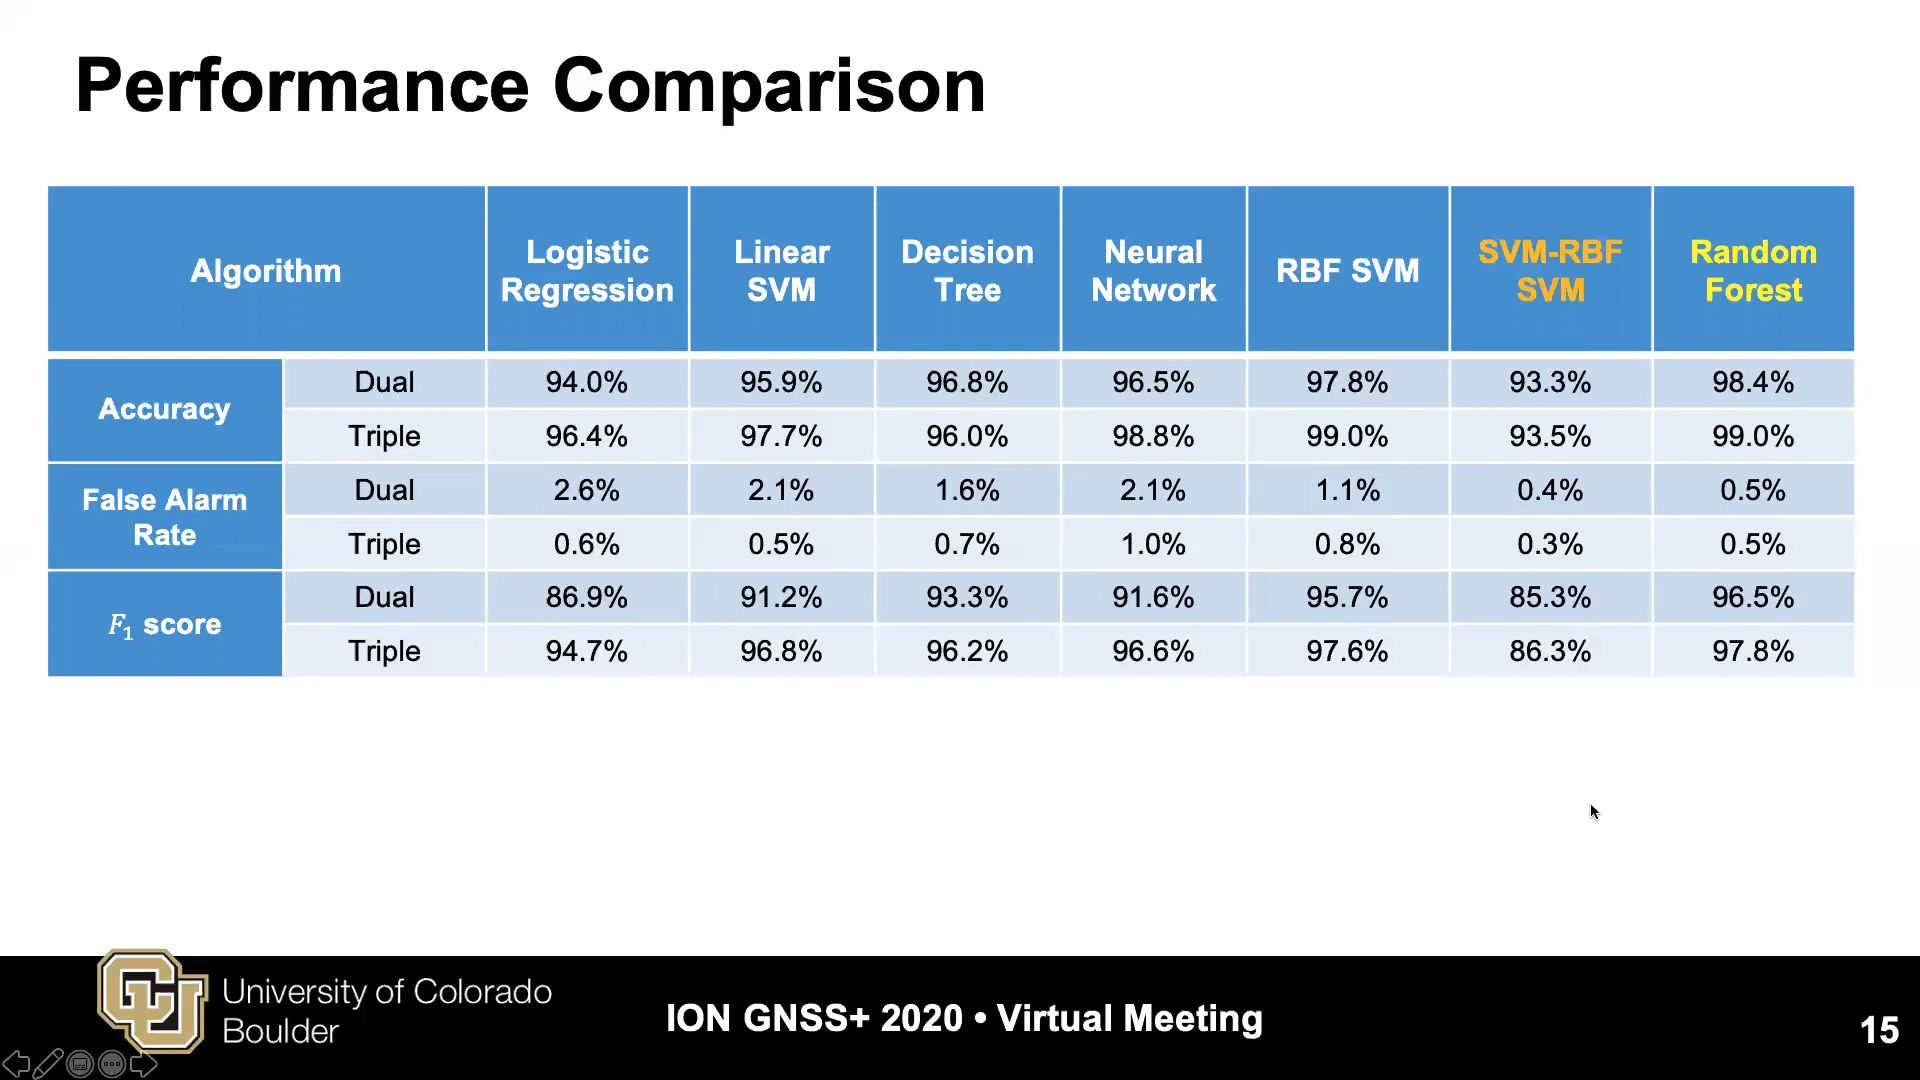 Performance Comparison
Algorithm
Logistic
Regression
Linear
SVM
Decision
Tree
Neural
Network
RBF SVM
SVM-RBF
SVM
Random
Forest
Accuracy
Dual 94.0% 95.9% 96.8% 96.5% 97.8% 93.3% 98.4%
Triple 96.4% 97.7% 96.0% 98.8% 99.0% 93.5% 99.0%
False Alarm
Rate
Dual 2.6% 2.1% 1.6% 2.1% 1.1% 0.4% 0.5%
Triple 0.6% 0.5% 0.7% 1.0% 0.8% 0.3% 0.5%
F₁ score
Dual 86.9% 91.2% 93.3% 91.6% 95.7% 85.3% 96.5%
Triple 94.7% 96.8% 96.2% 96.6% 97.6% 86.3% 97.8%
CU
University of Colorado
Boulder
ION GNSS+ 2020 • Virtual Meeting
15